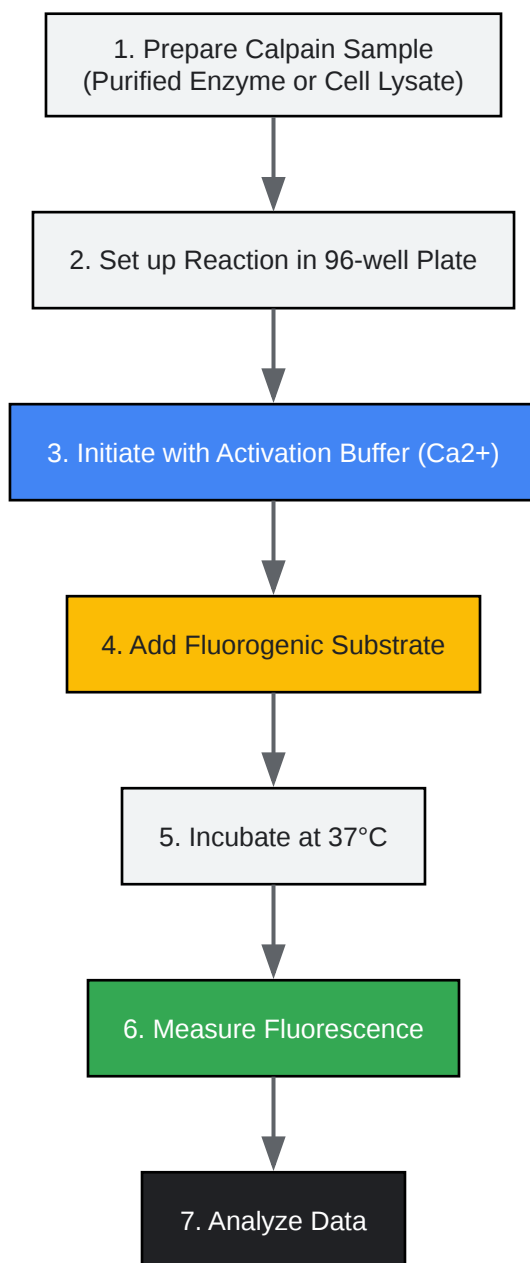 1. Prepare Calpain Sample
(Purified Enzyme or Cell Lysate)
2. Set up Reaction in 96-well Plate
3. Initiate with Activation Buffer (Ca2+)
4. Add Fluorogenic Substrate
5. Incubate at 37°C
6. Measure Fluorescence
7. Analyze Data